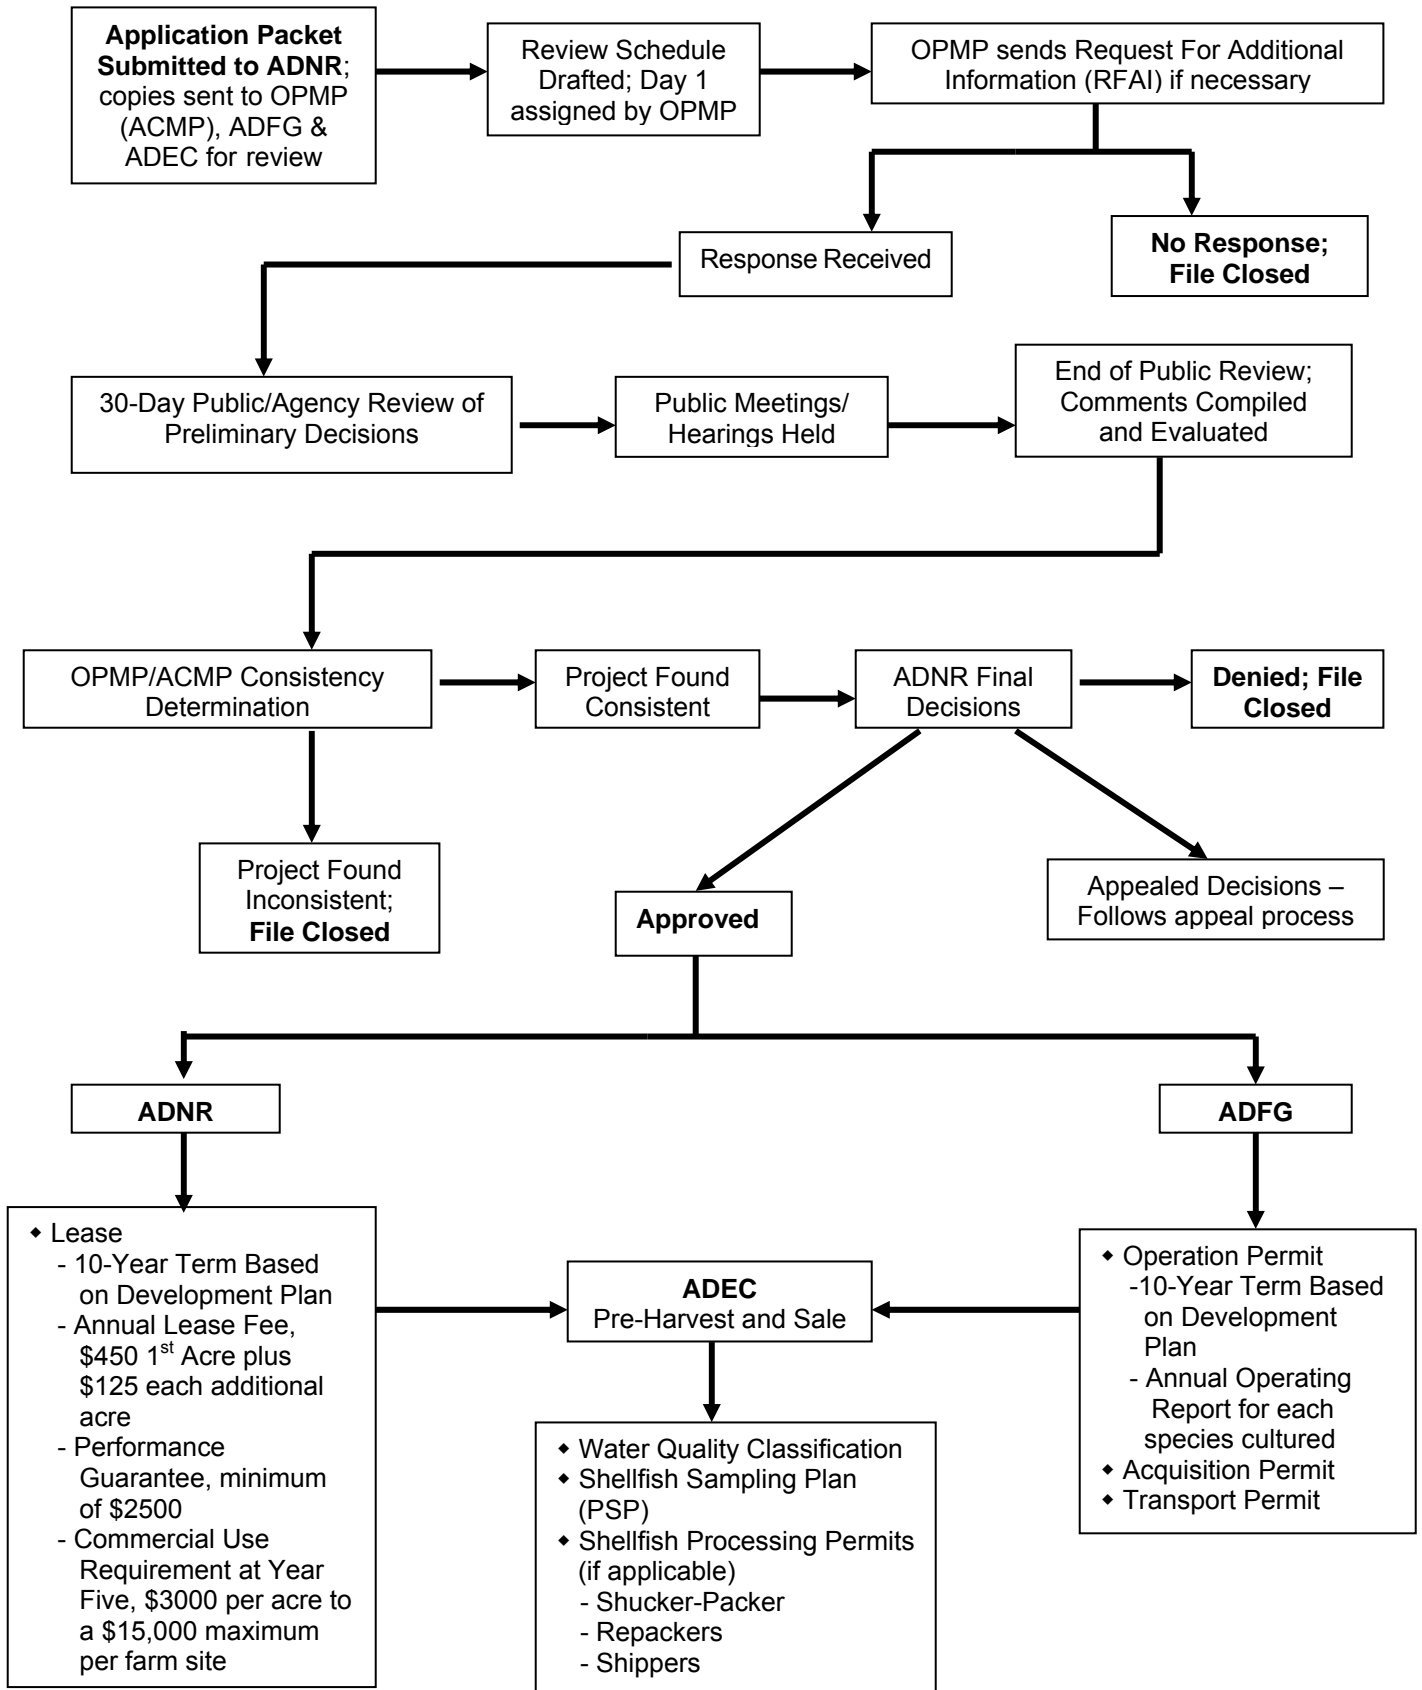 Application Packet
Submitted to ADNR;
copies sent to OPMP
(ACMP), ADFG &
ADEC for review
Review Schedule
Drafted; Day 1
assigned by OPMP
OPMP sends Request For Additional
Information (RFAI) if necessary
Response Received
No Response;
File Closed
30-Day Public/Agency Review of
Preliminary Decisions
Public Meetings/
Hearings Held
End of Public Review;
Comments Compiled
and Evaluated
OPMP/ACMP Consistency
Determination
Project Found
Consistent
ADNR Final
Decisions
Denied; File
Closed
Project Found
Inconsistent;
File Closed
Approved
Appealed Decisions –
Follows appeal process
ADNR
ADFG
◆ Lease
- 10-Year Term Based
on Development Plan
- Annual Lease Fee,
$450 1st Acre plus
$125 each additional
acre
- Performance
Guarantee, minimum
of $2500
- Commercial Use
Requirement at Year
Five, $3000 per acre to
a $15,000 maximum
per farm site
ADEC
Pre-Harvest and Sale
◆ Water Quality Classification
◆ Shellfish Sampling Plan
(PSP)
◆ Shellfish Processing Permits
(if applicable)
- Shucker-Packer
- Repackers
- Shippers
◆ Operation Permit
-10-Year Term Based
on Development
Plan
- Annual Operating
Report for each
species cultured
◆ Acquisition Permit
◆ Transport Permit